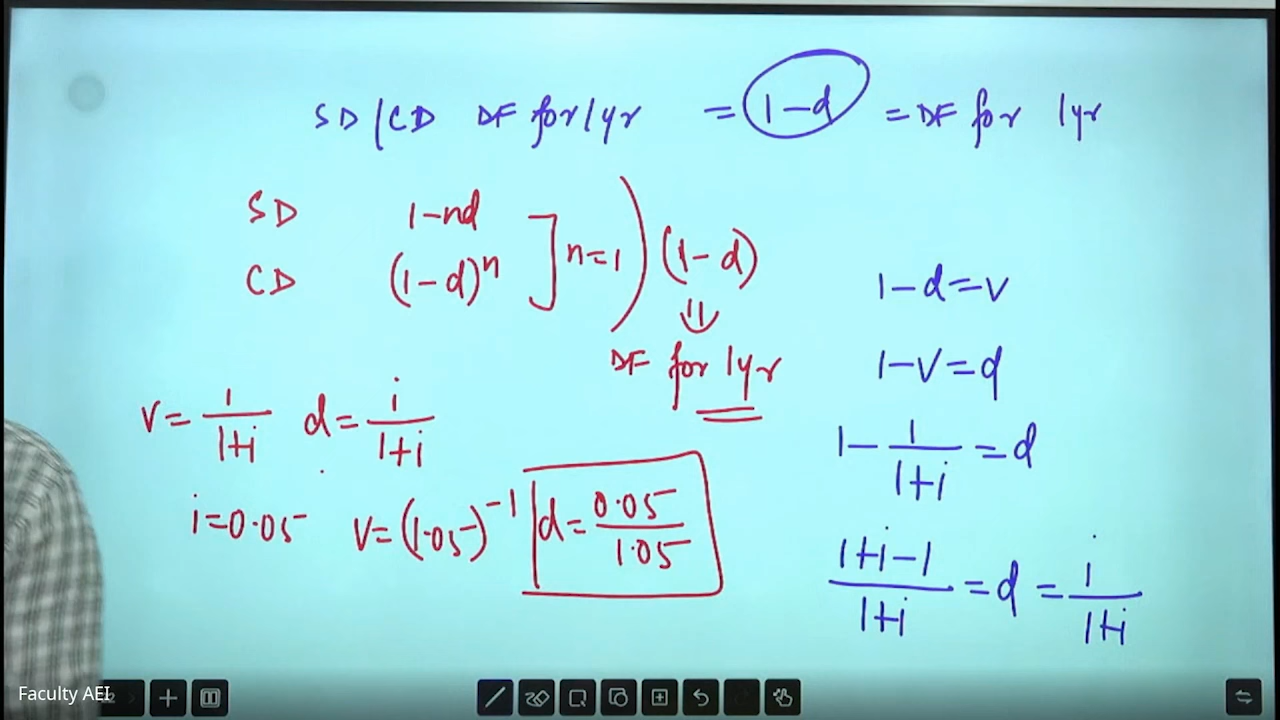 SD/CD DF for 1yr = 1-d = DF for 1yr
SD 1-nd
CD (1-d)^n ] n=1 ) (1-d)
⇓
DF for 1yr
v = 1/(1+i) d = i/(1+i)
i=0.05 v=(1.05)^-1 d = 0.05/1.05
1-d=v
1-v=d
1 - 1/(1+i) = d
(1+i-1)/(1+i) = d = i/(1+i)
Faculty AEI